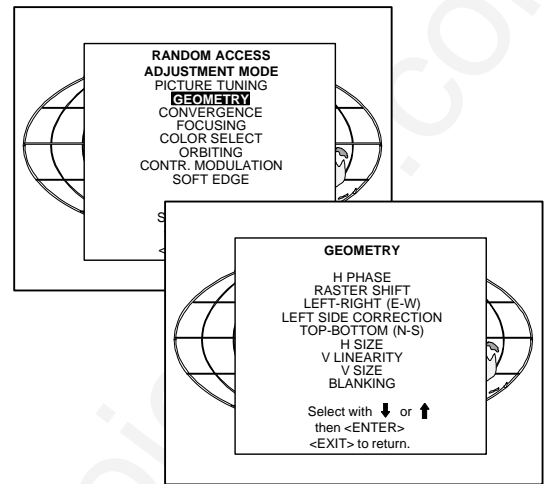 RANDOM ACCESS
ADJUSTMENT MODE
PICTURE TUNING
GEOMETRY
CONVERGENCE
FOCUSING
COLOR SELECT
ORBITING
CONTR. MODULATION
SOFT EDGE
S
<
GEOMETRY
H PHASE
RASTER SHIFT
LEFT-RIGHT (E-W)
LEFT SIDE CORRECTION
TOP-BOTTOM (N-S)
H SIZE
V LINEARITY
V SIZE
BLANKING
Select with ⬇ or ⬆
then <ENTER>
<EXIT> to return.